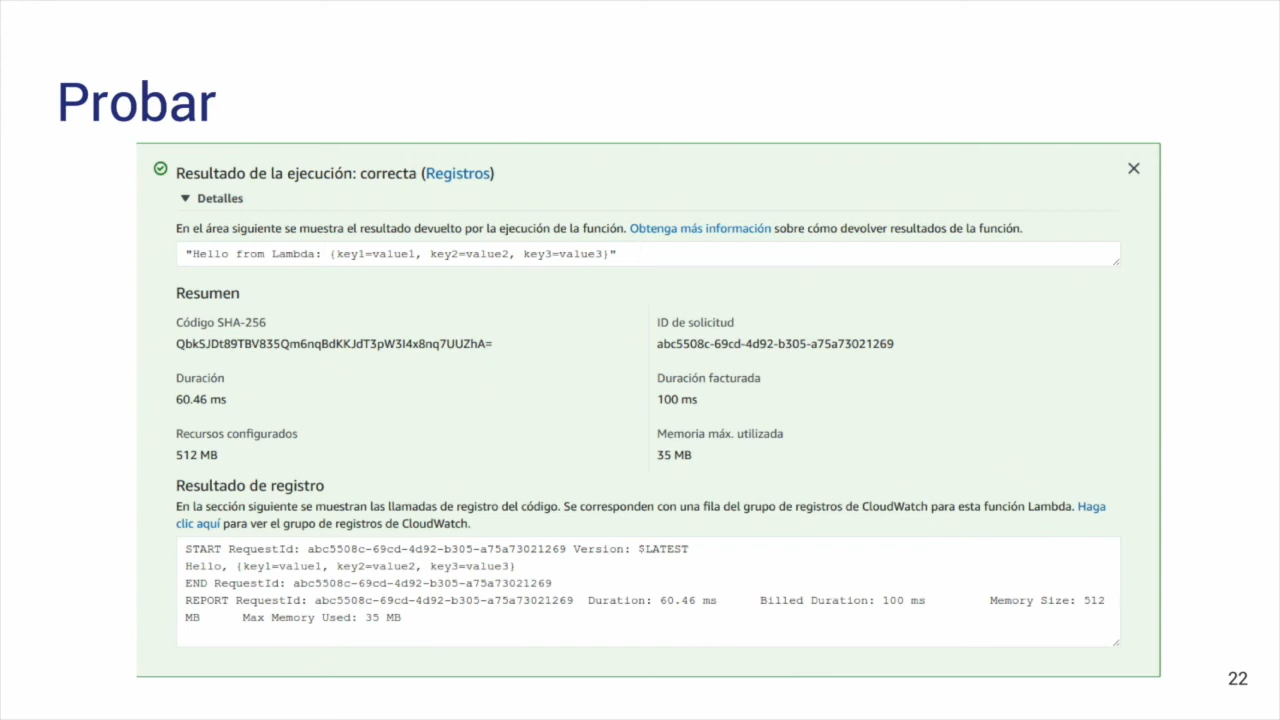 Probar
Resultado de la ejecución: correcta (Registros)
Detalles
En el área siguiente se muestra el resultado devuelto por la ejecución de la función. Obtenga más información sobre cómo devolver resultados de la función.
"Hello from Lambda: {key1=value1, key2=value2, key3=value3}"
Resumen
Código SHA-256
ID de solicitud
QbkSJDt89TBV835Qm6nqBdKKJdT3pW3I4x8nq7UUZhA=
abc5508c-69cd-4d92-b305-a75a73021269
Duración
Duración facturada
60.46 ms
100 ms
Recursos configurados
Memoria máx. utilizada
512 MB
35 MB
Resultado de registro
En la sección siguiente se muestran las llamadas de registro del código. Se corresponden con una fila del grupo de registros de CloudWatch para esta función Lambda. Haga
clic aquí para ver el grupo de registros de CloudWatch.
START RequestId: abc5508c-69cd-4d92-b305-a75a73021269 Version: $LATEST
Hello, {key1=value1, key2=value2, key3=value3}
END RequestId: abc5508c-69cd-4d92-b305-a75a73021269
REPORT RequestId: abc5508c-69cd-4d92-b305-a75a73021269 Duration: 60.46 ms Billed Duration: 100 ms Memory Size: 512
MB Max Memory Used: 35 MB
22